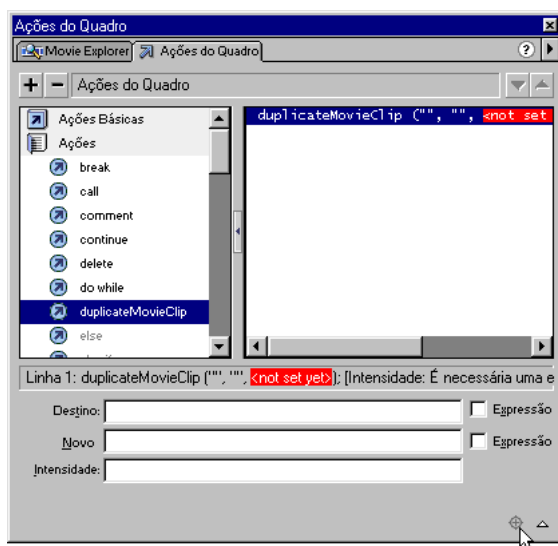 Ações do Quadro
Movie Explorer Ações do Quadro ?
+ − Ações do Quadro
Ações Básicas
Ações
break
call
comment
continue
delete
do while
duplicateMovieClip
else
duplicateMovieClip ("", "", <not set
Linha 1: duplicateMovieClip ("", "", <not set yet>); [Intensidade: É necessária uma e
Destino: Expressão
Novo Expressão
Intensidade: